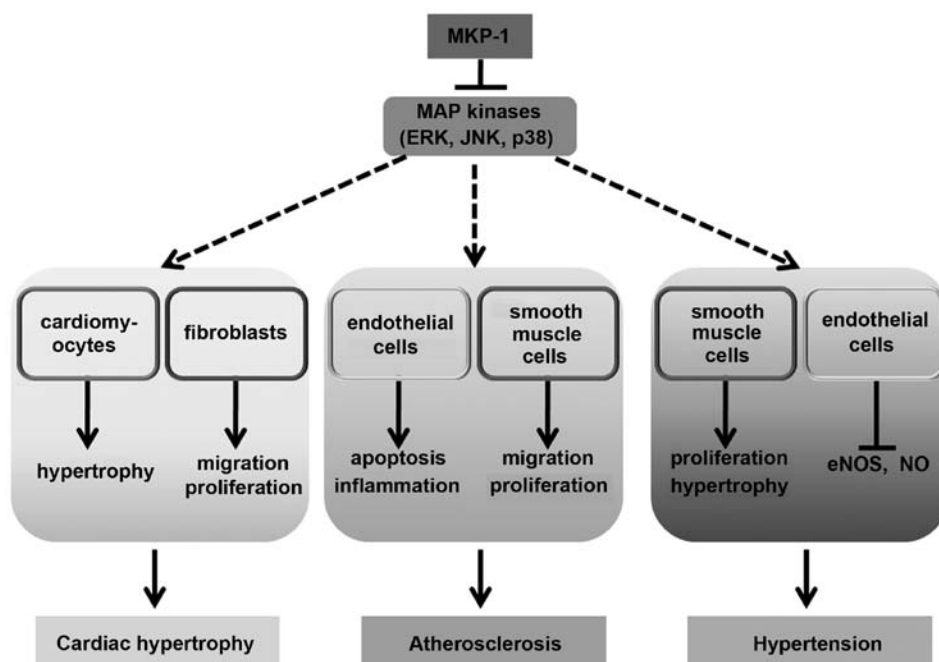 MKP-1
MAP kinases
(ERK, JNK, p38)
cardiomy-
ocytes
fibroblasts
endothelial
cells
smooth
muscle
cells
smooth
muscle
cells
endothelial
cells
hypertrophy
migration
proliferation
apoptosis
inflammation
migration
proliferation
proliferation
hypertrophy
eNOS, NO
Cardiac hypertrophy
Atherosclerosis
Hypertension